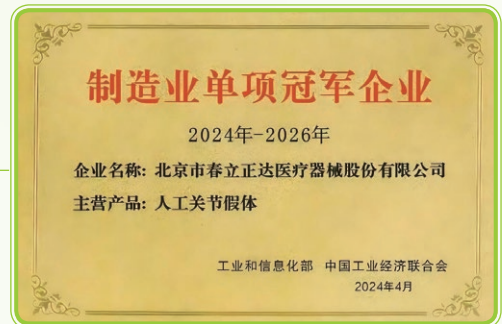 制造业单项冠军企业
2024年-2026年
企业名称: 北京市春立正达医疗器械股份有限公司
主营产品: 人工关节假体
工业和信息化部 中国工业经济联合会
2024年4月